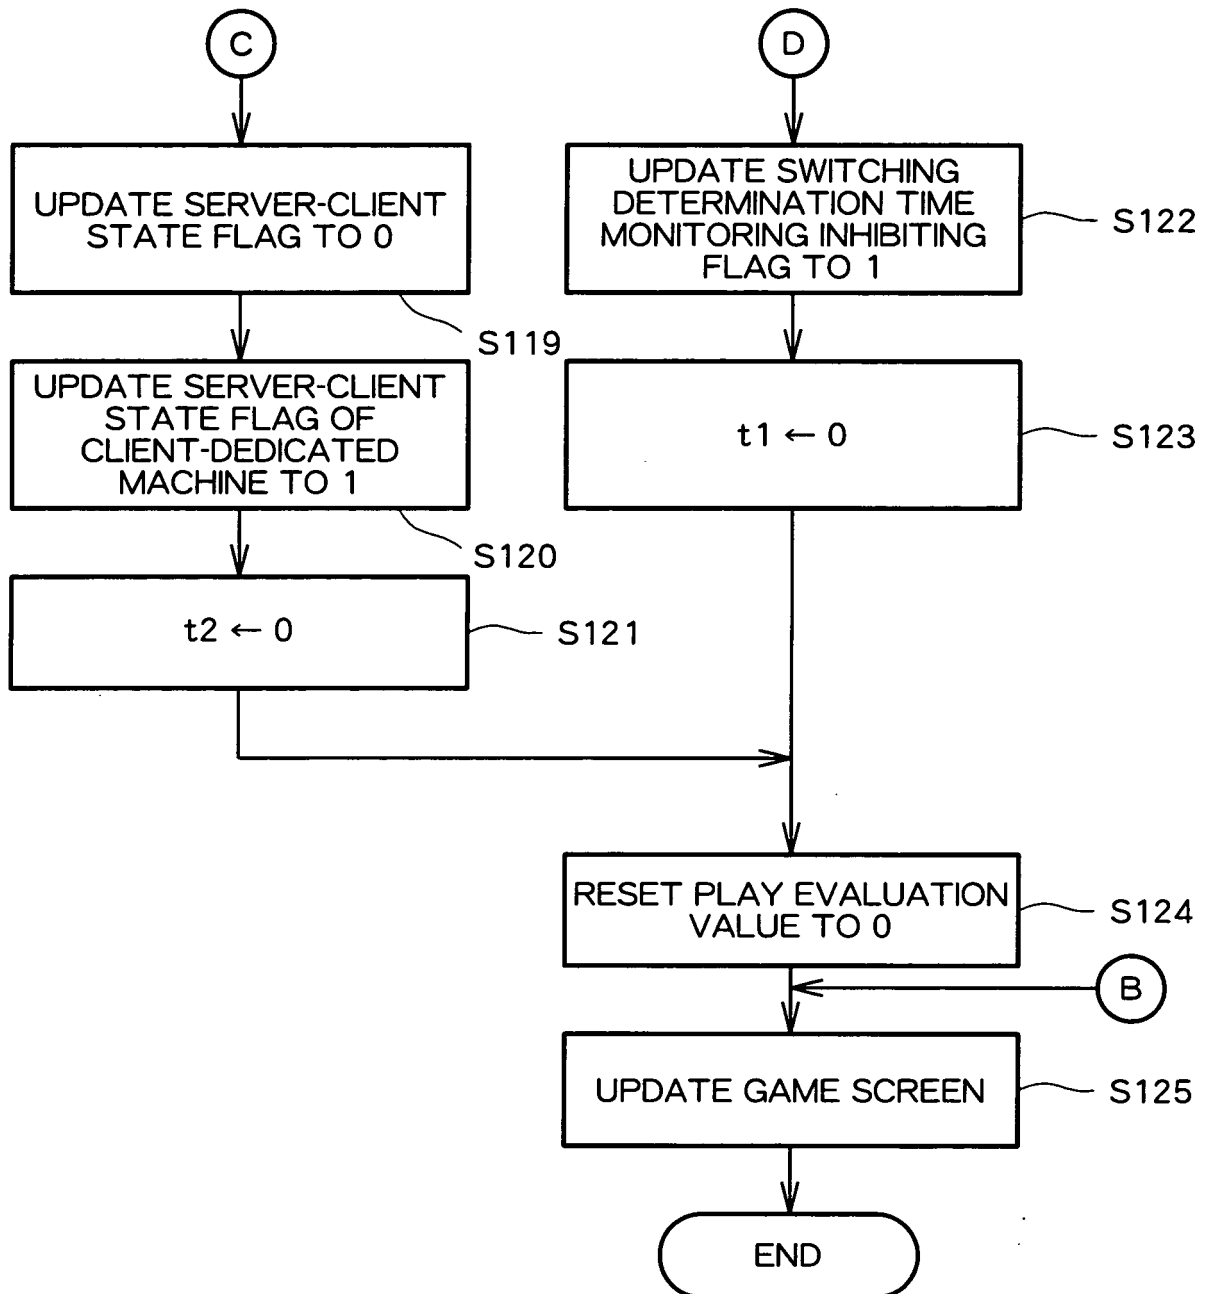 C
UPDATE SERVER-CLIENT
STATE FLAG TO 0
S119
UPDATE SERVER-CLIENT
STATE FLAG OF
CLIENT-DEDICATED
MACHINE TO 1
S120
t2 ← 0
S121
D
UPDATE SWITCHING
DETERMINATION TIME
MONITORING INHIBITING
FLAG TO 1
S122
t1 ← 0
S123
RESET PLAY EVALUATION
VALUE TO 0
S124
B
UPDATE GAME SCREEN
S125
END